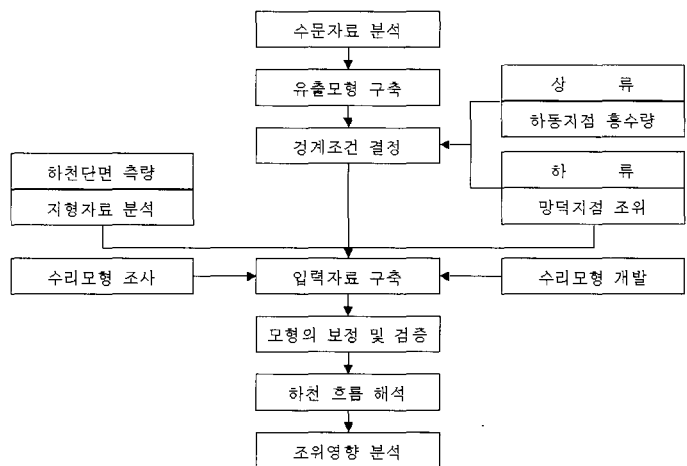 수문자료 분석
유출모형 구축
경계조건 결정
상 류
하동지점 홍수량
하 류
망덕지점 조위
하천단면 측량
지형자료 분석
수리모형 조사
입력자료 구축
수리모형 개발
모형의 보정 및 검증
하천 흐름 해석
조위영향 분석